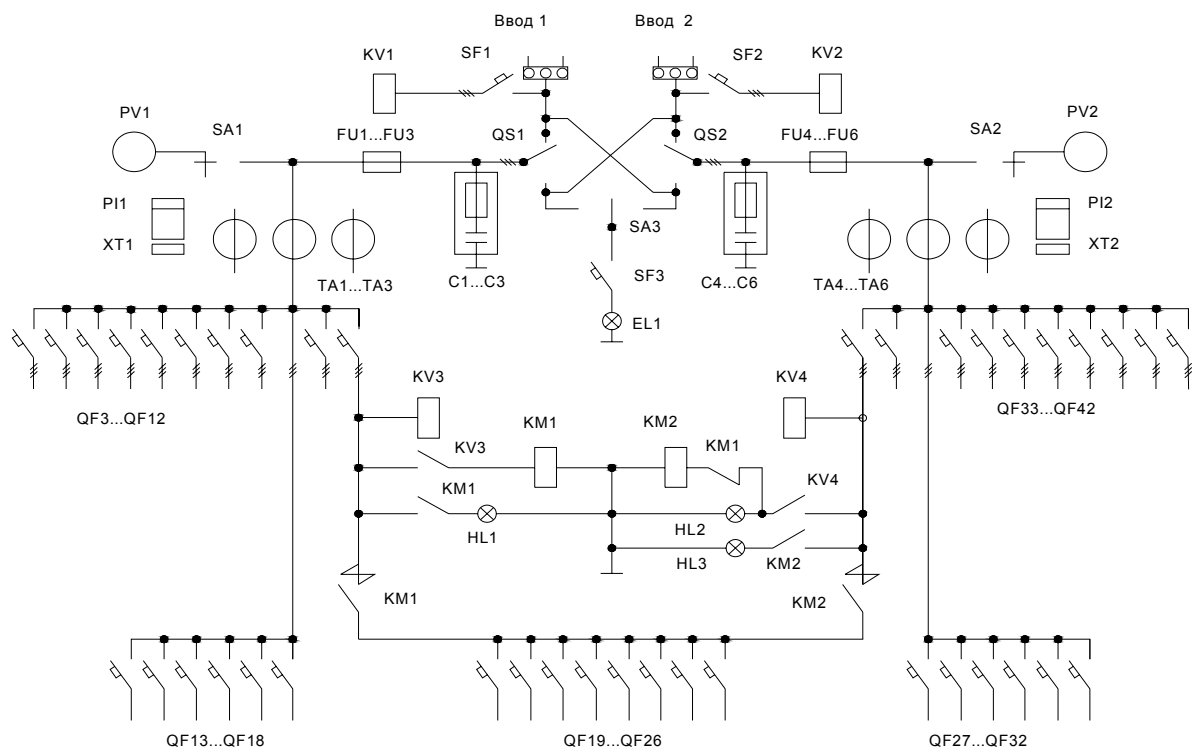 Ввод 1
Ввод 2
KV1
SF1
SF2
KV2
PV1
SA1
FU1...FU3
QS1
QS2
FU4...FU6
SA2
PV2
PI1
XT1
TA1...TA3
C1...C3
SA3
SF3
EL1
C4...C6
TA4...TA6
PI2
XT2
QF3...QF12
KV3
KV4
QF33...QF42
KV3
KM1
KM2
KM1
KM1
KV4
HL1
HL2
HL3
KM2
KM1
KM2
QF13...QF18
QF19...QF26
QF27...QF32